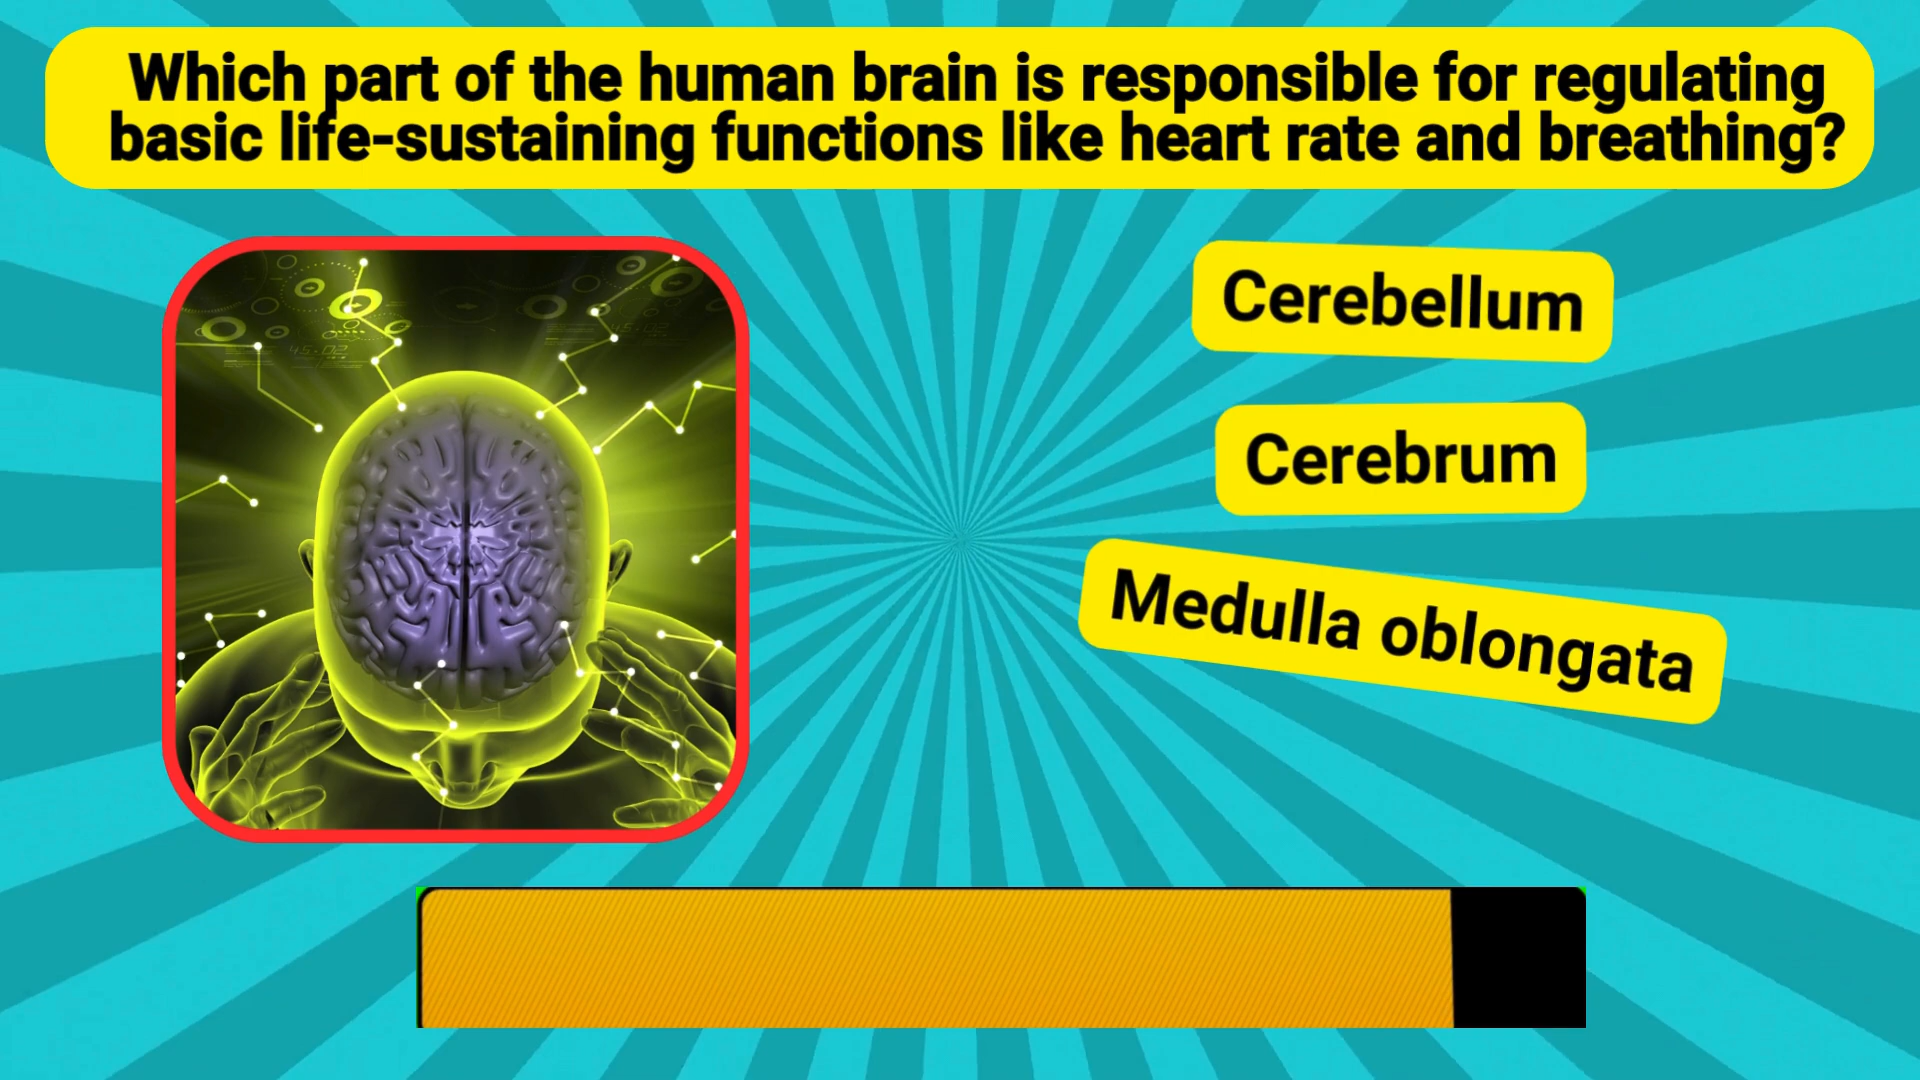 Which part of the human brain is responsible for regulating
basic life-sustaining functions like heart rate and breathing?
Cerebellum
Cerebrum
Medulla oblongata